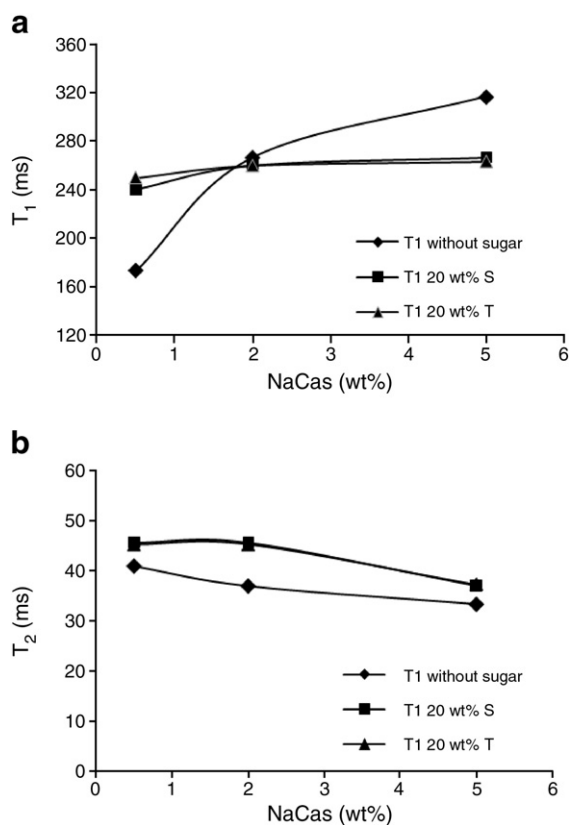 a
360
320
280
240
200
160
120
T1 (ms)
T1 without sugar
T1 20 wt% S
T1 20 wt% T
0 1 2 3 4 5 6
NaCas (wt%)
b
60
50
40
30
20
10
0
T2 (ms)
T1 without sugar
T1 20 wt% S
T1 20 wt% T
0 1 2 3 4 5 6
NaCas (wt%)